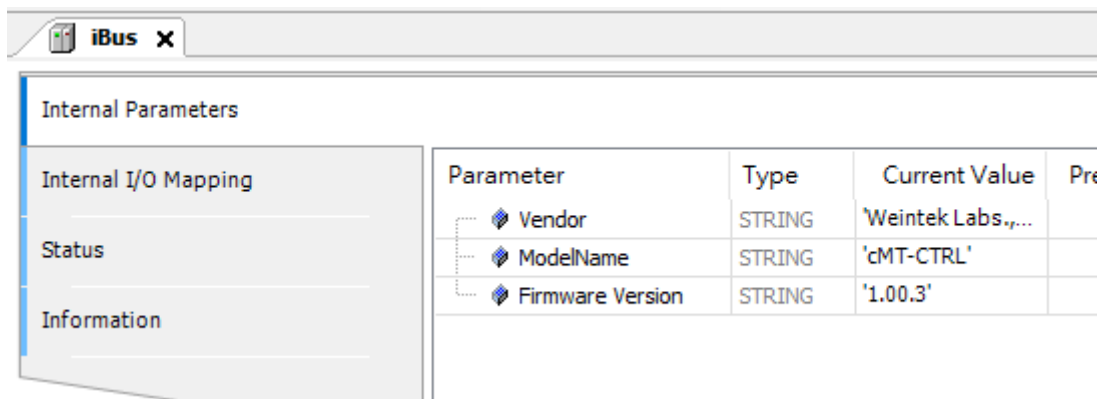 iBus
Internal Parameters
Internal I/O Mapping
Status
Information
Parameter Type Current Value Pre
Vendor STRING 'Weintek Labs.,...
ModelName STRING 'cMT-CTRL'
Firmware Version STRING '1.00.3'